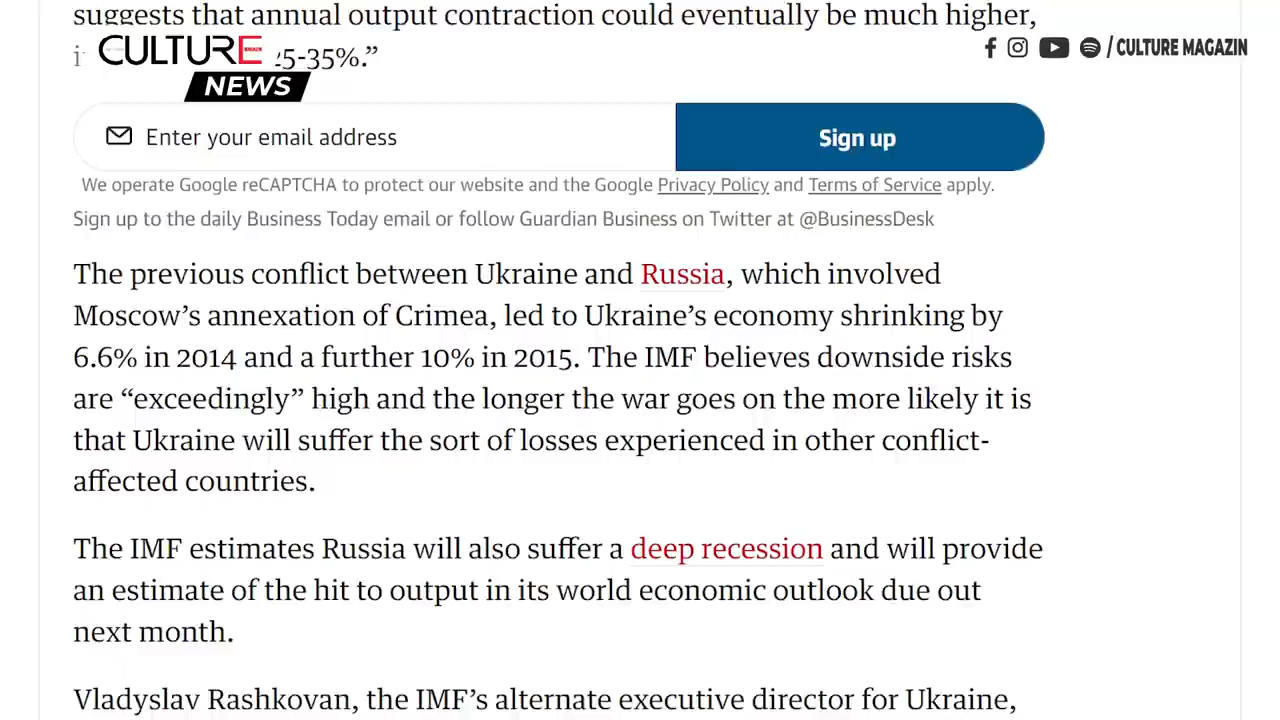 suggests that annual output contraction could eventually be much higher,
5-35%.”
CULTURE
NEWS
/ CULTURE MAGAZIN
Enter your email address
Sign up
We operate Google reCAPTCHA to protect our website and the Google Privacy Policy and Terms of Service apply.
Sign up to the daily Business Today email or follow Guardian Business on Twitter at @BusinessDesk
The previous conflict between Ukraine and Russia, which involved
Moscow’s annexation of Crimea, led to Ukraine’s economy shrinking by
6.6% in 2014 and a further 10% in 2015. The IMF believes downside risks
are “exceedingly” high and the longer the war goes on the more likely it is
that Ukraine will suffer the sort of losses experienced in other conflict-
affected countries.
The IMF estimates Russia will also suffer a deep recession and will provide
an estimate of the hit to output in its world economic outlook due out
next month.
Vladyslav Rashkovan, the IMF’s alternate executive director for Ukraine,